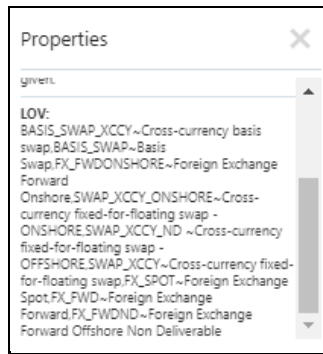 Properties
given.
LOV:
BASIS_SWAP_XCCY~Cross-currency basis
swap,BASIS_SWAP~Basis
Swap,FX_FWDONSHORE~Foreign Exchange
Forward
Onshore,SWAP_XCCY_ONSHORE~Cross-
currency fixed-for-floating swap -
ONSHORE,SWAP_XCCY_ND ~Cross-currency
fixed-for-floating swap -
OFFSHORE,SWAP_XCCY~Cross-currency fixed-
for-floating swap,FX_SPOT~Foreign Exchange
Spot,FX_FWD~Foreign Exchange
Forward,FX_FWDND~Foreign Exchange
Forward Offshore Non Deliverable